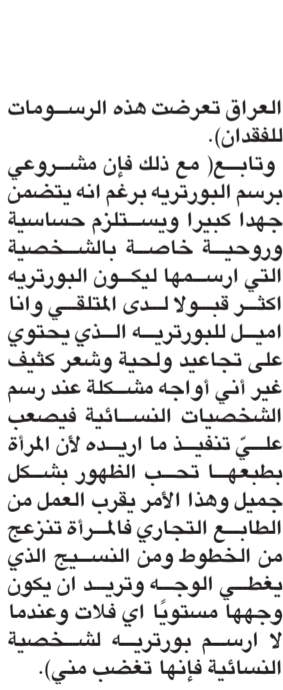 العراق تعرضت هذه الرسومات
للفقدان).
وتابع( مع ذلك فإن مشروعي
برسم البورتريه برغم انه يتضمن
جهدا كبيرا ويستلزم حساسية
وروحية خاصة بالشخصية
التي ارسمها ليكون البورتريه
اكثر قبولا لدى المتلقي وانا
اميل للبورتريه الذي يحتوي
على تجاعيد ولحية وشعر كثيف
غير أني أواجه مشكلة عند رسم
الشخصيات النسائية فيصعب
عليّ تنفيذ ما اريده لأن المرأة
بطبعها تحب الظهور بشكل
جميل وهذا الأمر يقرب العمل من
الطابع التجاري فالمرأة تنزعج
من الخطوط ومن النسيج الذي
يغطي الوجه وتريد ان يكون
وجهها مستويًا اي فلات وعندما
لا ارسم بورتريه لشخصية
النسائية فإنها تغضب مني).